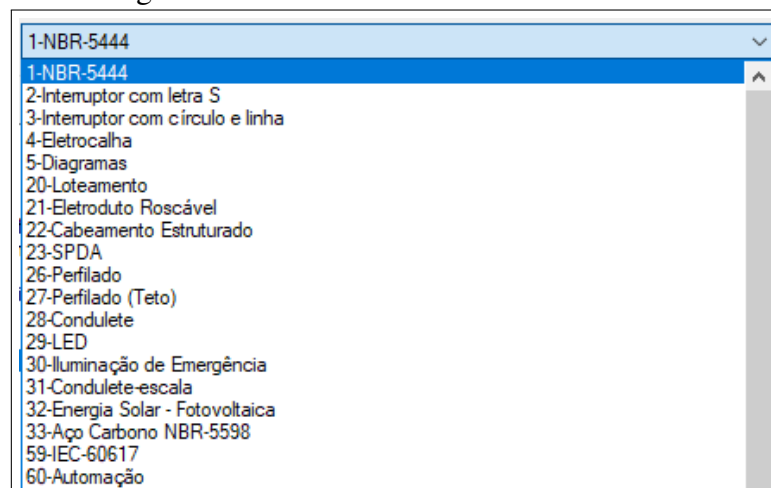 1-NBR-5444
1-NBR-5444
2-Interruptor com letra S
3-Interruptor com círculo e linha
4-Eletrocalha
5-Diagramas
20-Loteamento
21-Eletroduto Roscável
22-Cabeamento Estruturado
23-SPDA
26-Perfilado
27-Perfilado (Teto)
28-Condulete
29-LED
30-Iluminação de Emergência
31-Condulete-escala
32-Energia Solar - Fotovoltaica
33-Aço Carbono NBR-5598
59-IEC-60617
60-Automação